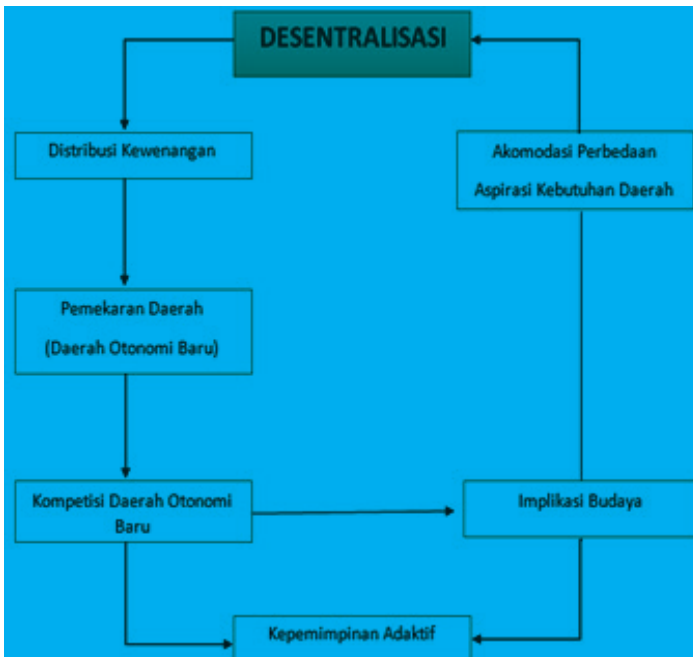 DESENTRALISASI
Distribusi Kewenangan
Akomodasi Perbedaan
Aspirasi Kebutuhan Daerah
Pemekaran Daerah
(Daerah Otonomi Baru)
Kompetisi Daerah Otonomi
Baru
Implikasi Budaya
Kepemimpinan Adaktif